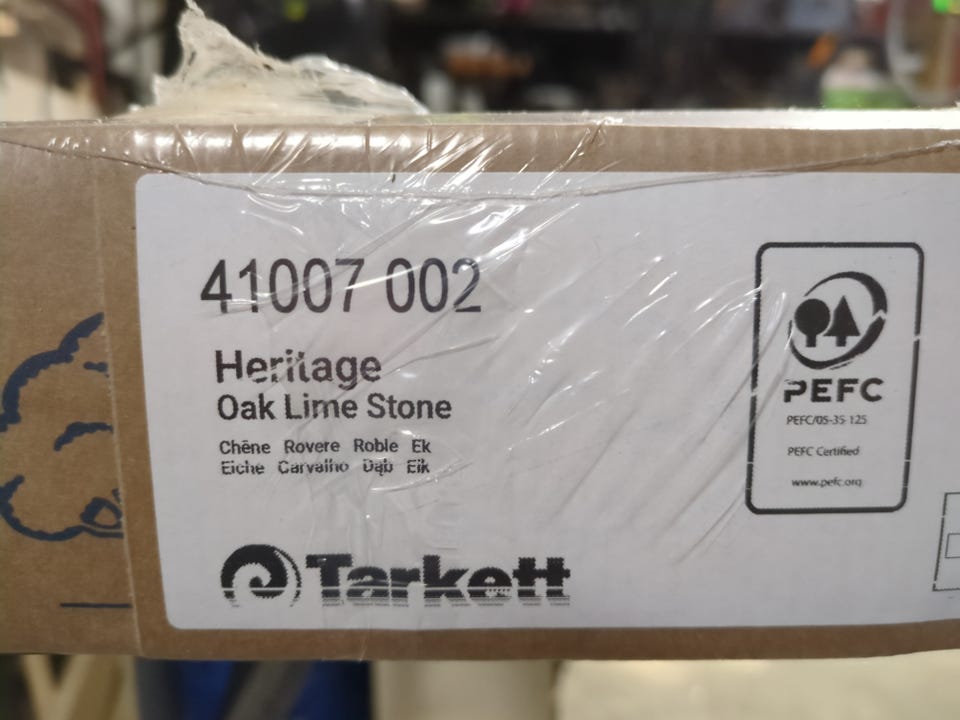 41007 002
Heritage
Oak Lime Stone
Chêne Rovere Roble Ek
Eiche Carvalho Dąb Eik
Tarkett
PEFC
PEFC/05-35-125
PEFC Certified
www.pefc.org